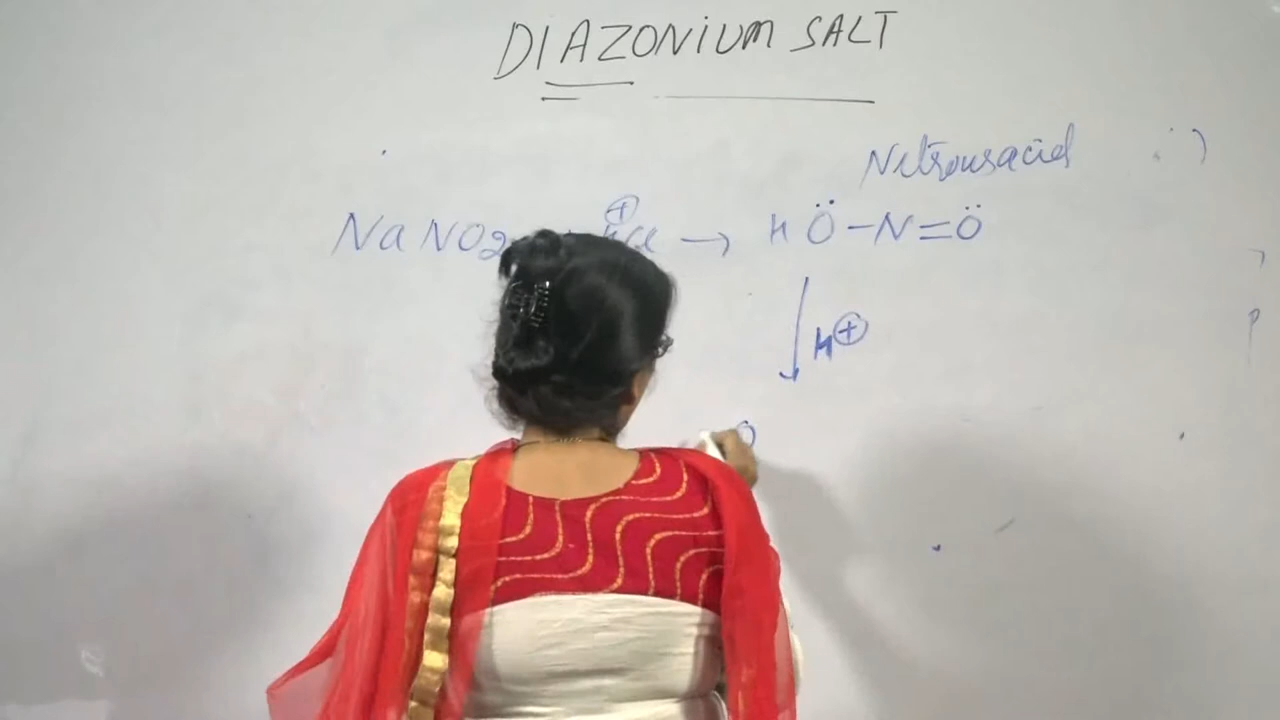 DIAZONIUM SALT
Nitrousacid
NaNO2 → HÖ-N=Ö
H⊕